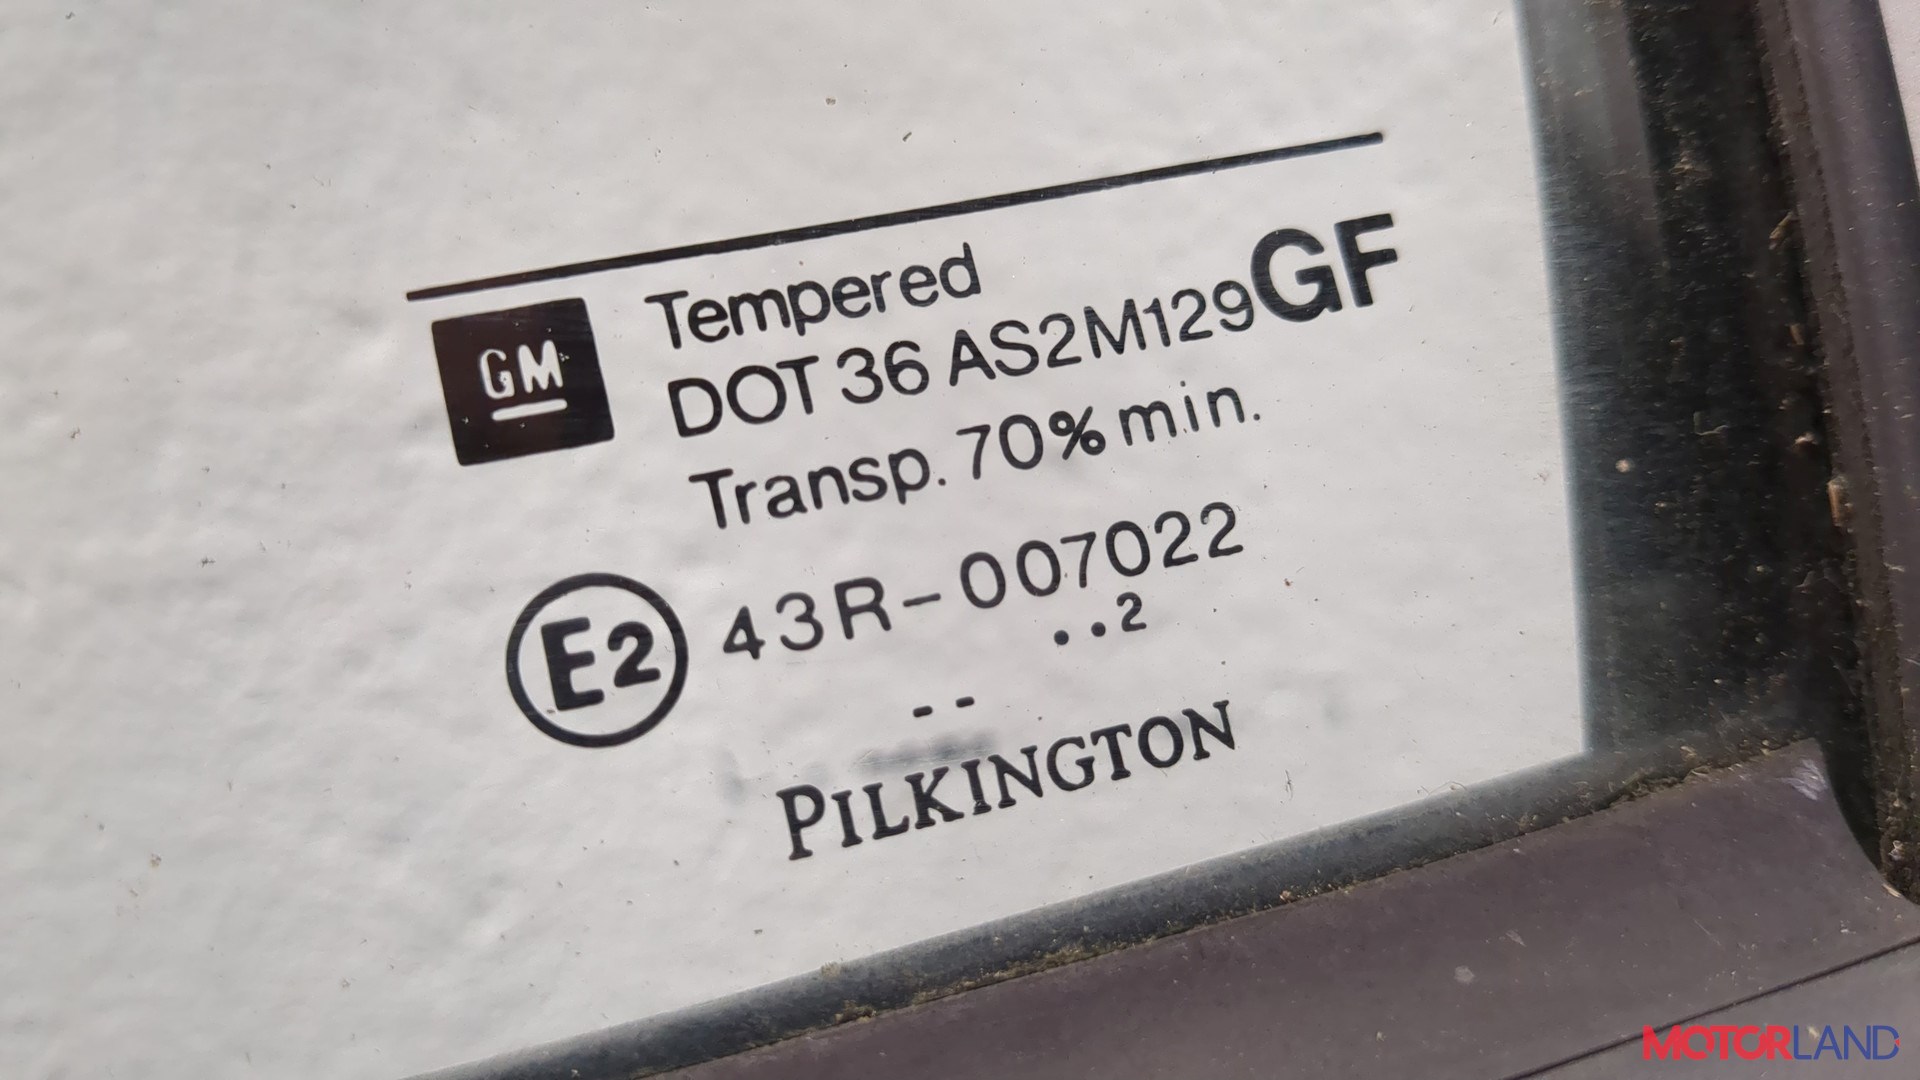 GM
Tempered
DOT 36 AS2M129GF
Transp. 70% min.
E2 43R-007022
..2
--
PILKINGTON
MOTORLAND